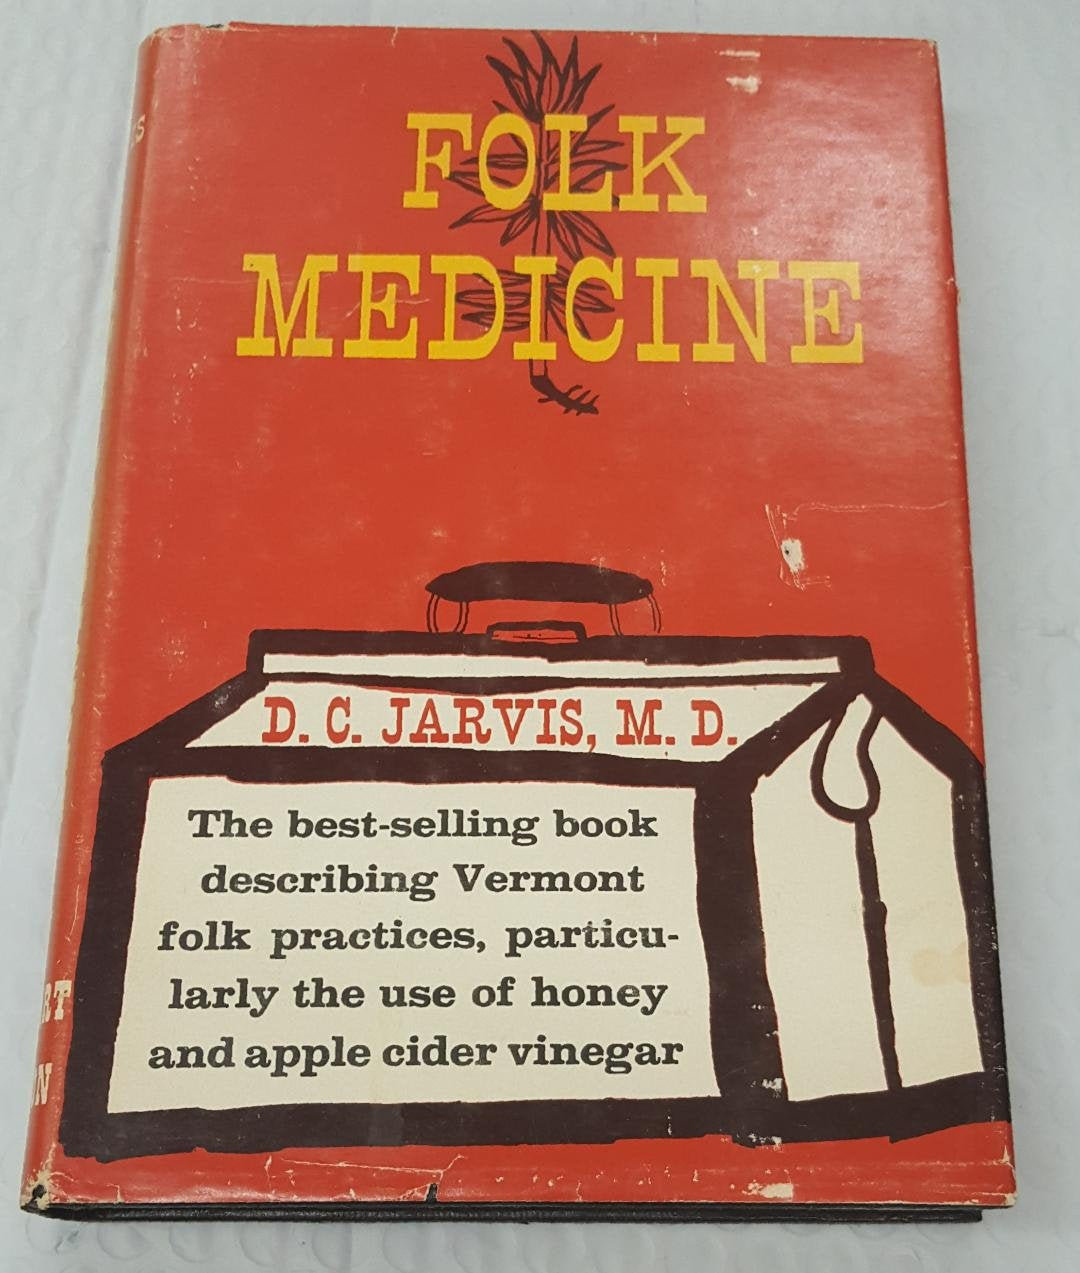 FOLK
MEDICINE
D. C. JARVIS, M. D.
The best-selling book
describing Vermont
folk practices, particu-
larly the use of honey
and apple cider vinegar